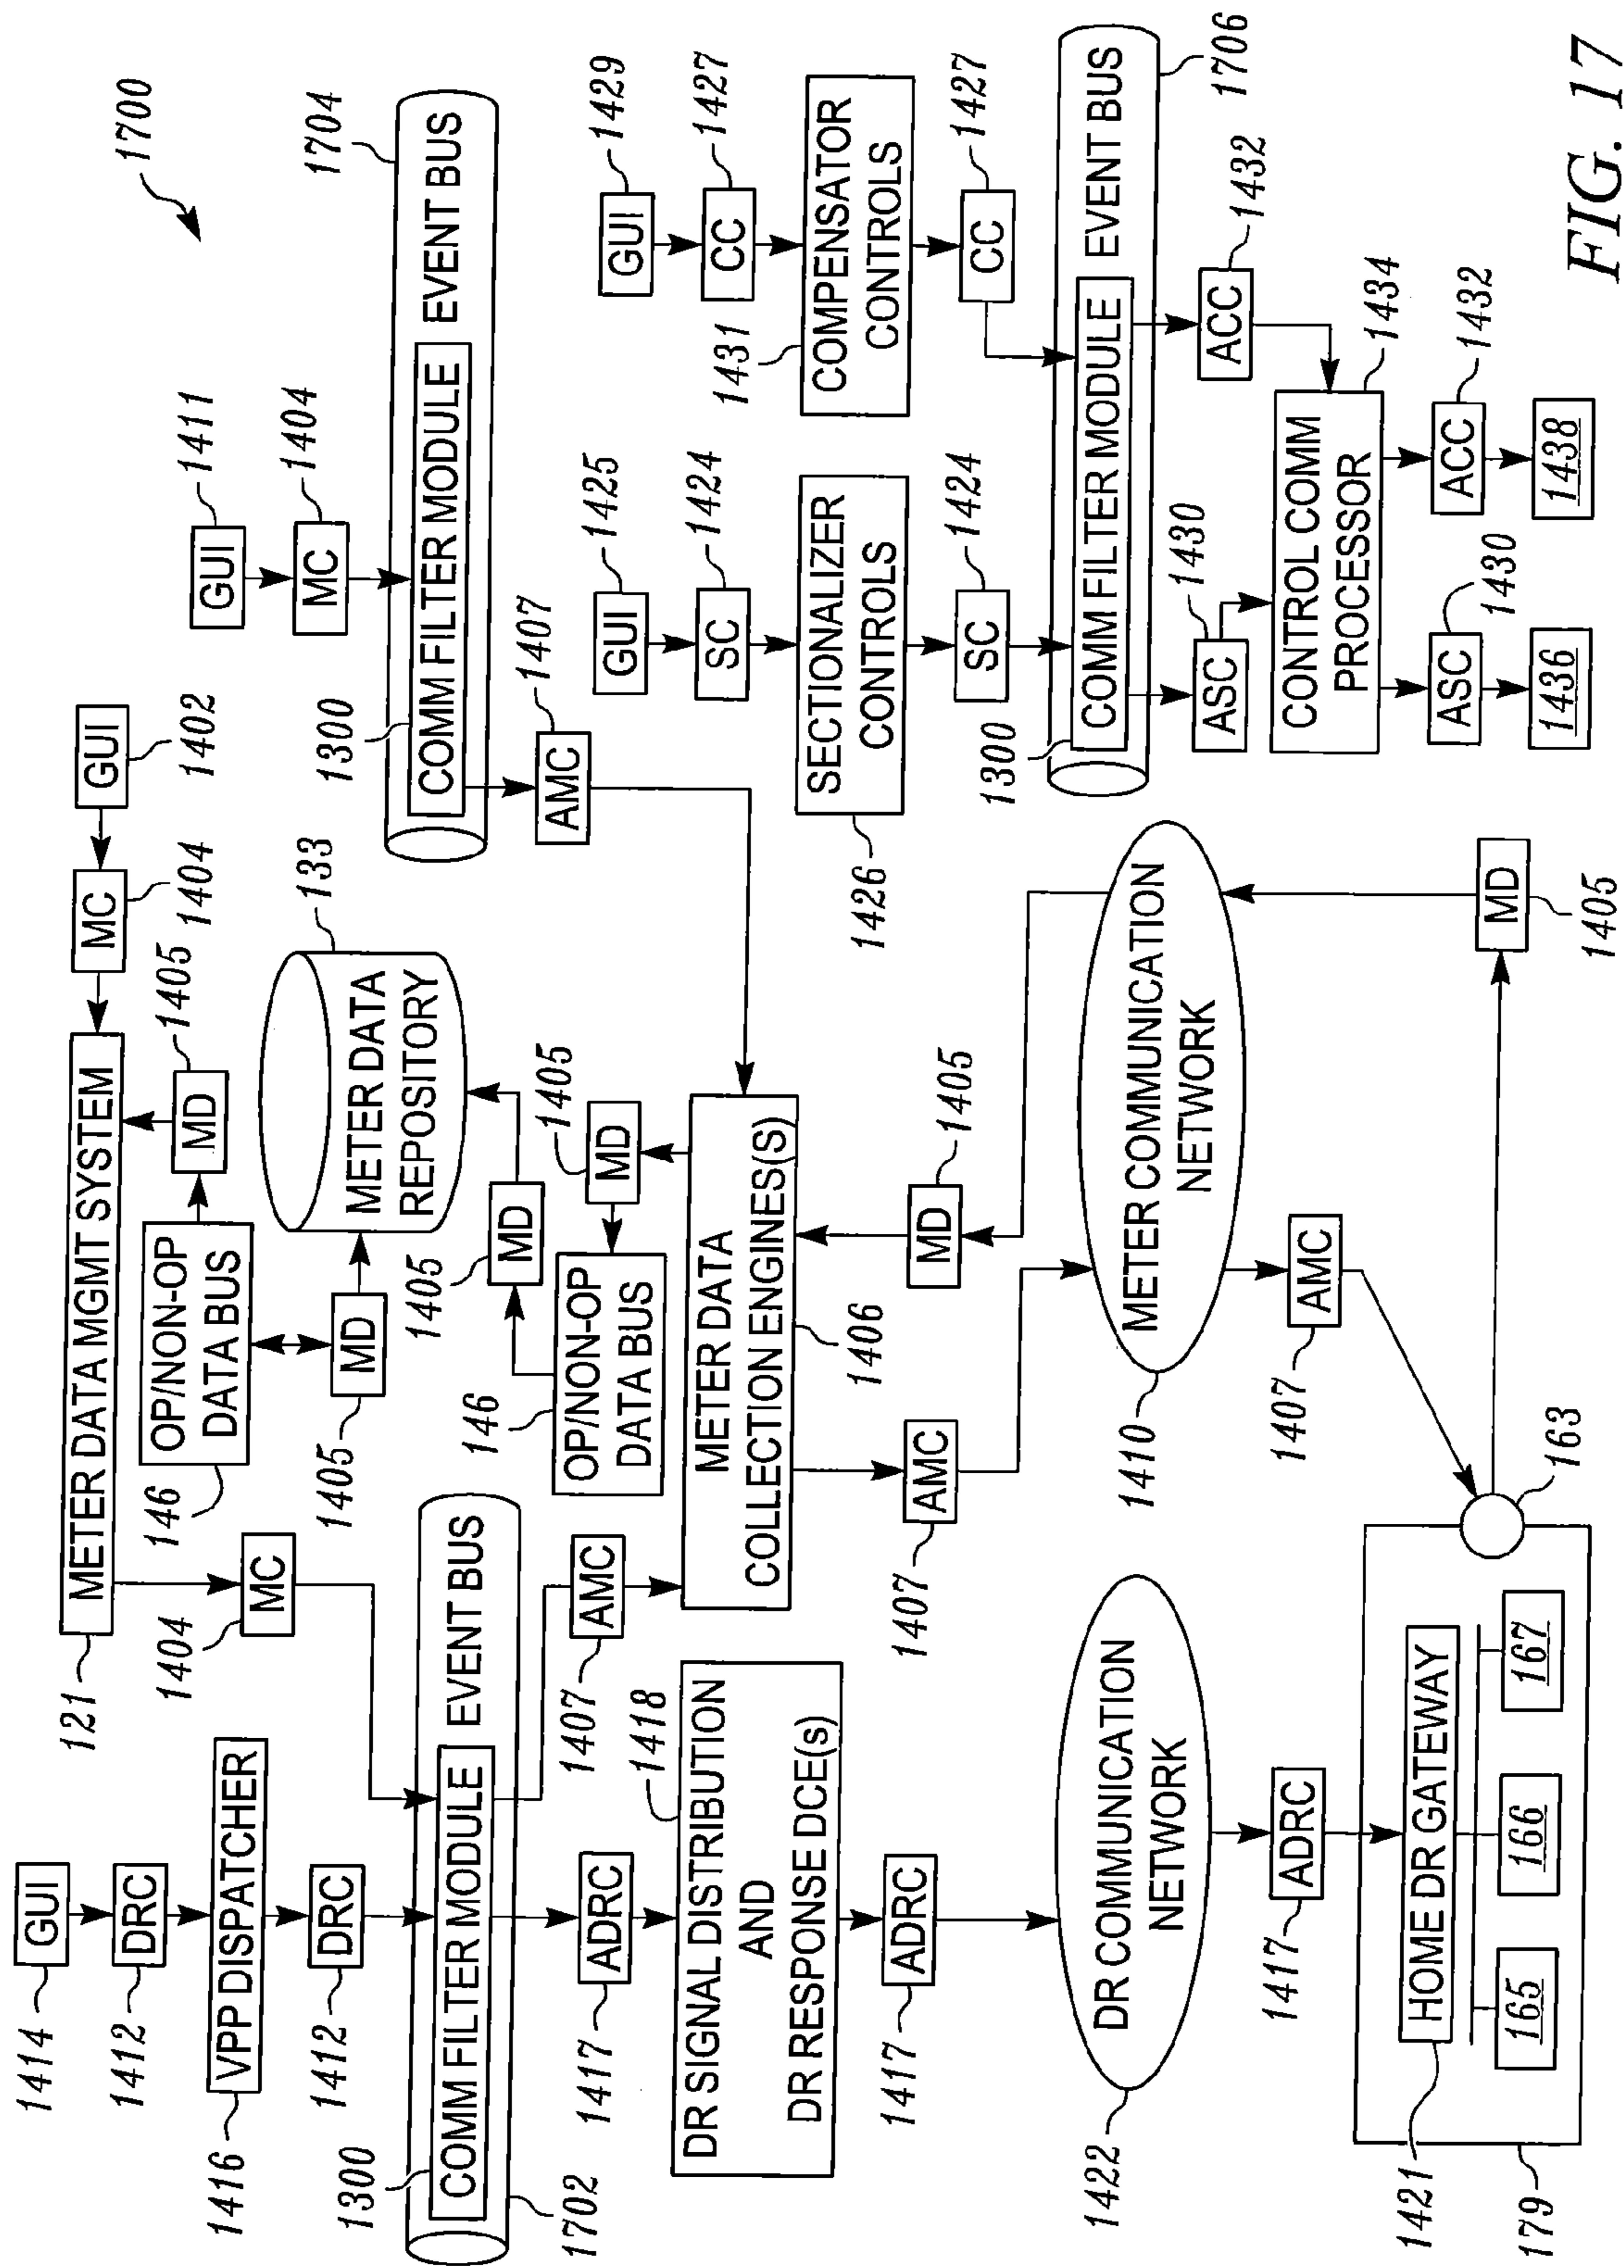 1700
GUI
1414
DRC
1412
VPP DISPATCHER
1416
DRC
1412
COMM FILTER MODULE
EVENT BUS
1300
1702
ADRC
1417
DR SIGNAL DISTRIBUTION
AND
DR RESPONSE DCE(s)
1418
ADRC
1417
DR COMMUNICATION
NETWORK
1422
ADRC
1417
HOME DR GATEWAY
1421
165
166
167
179
163
GUI
1402
MC
1404
METER DATA MGMT SYSTEM
121
MC
1404
MD
1405
OP/NON-OP
DATA BUS
146
MD
1405
METER DATA
REPOSITORY
133
MD
1405
MD
1405
OP/NON-OP
DATA BUS
146
AMC
1407
METER DATA
COLLECTION ENGINES(S)
1406
AMC
1407
MD
1405
METER COMMUNICATION
NETWORK
1410
AMC
1407
MD
1405
GUI
1411
MC
1404
COMM FILTER MODULE
EVENT BUS
1300
1704
AMC
1407
GUI
1425
SC
1424
SECTIONALIZER
CONTROLS
1426
SC
1424
GUI
1429
CC
1427
COMPENSATOR
CONTROLS
1431
CC
1427
COMM FILTER MODULE
EVENT BUS
1300
1706
ASC
1430
ACC
1432
CONTROL COMM
PROCESSOR
1434
ASC
1430
ACC
1432
1436
1438
FIG. 17